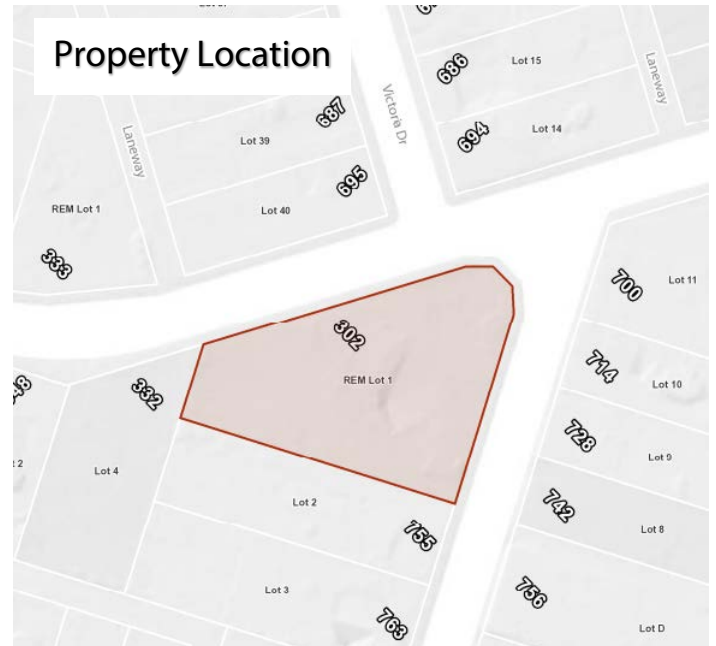 Property Location
686
Lot 15
Laneway
Victoria Dr
687
694
Lot 14
Laneway
Lot 39
695
REM Lot 1
Lot 40
333
700
Lot 11
302
REM Lot 1
714
Lot 10
332
728
Lot 9
Lot 4
742
Lot 2
Lot 8
755
756
Lot 3
763
Lot D